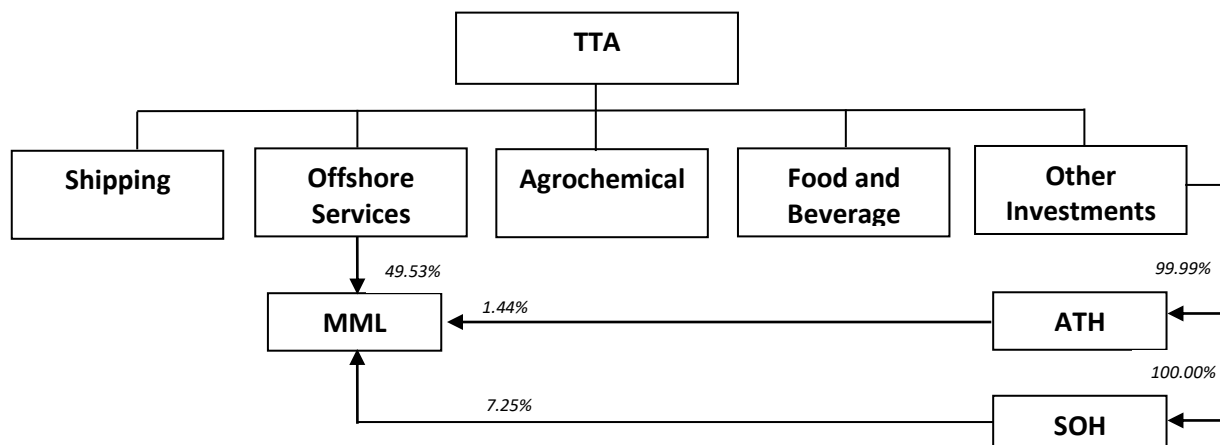 TTA
Shipping
Offshore
Services
Agrochemical
Food and
Beverage
Other
Investments
49.53%
99.99%
MML
1.44%
ATH
100.00%
7.25%
SOH